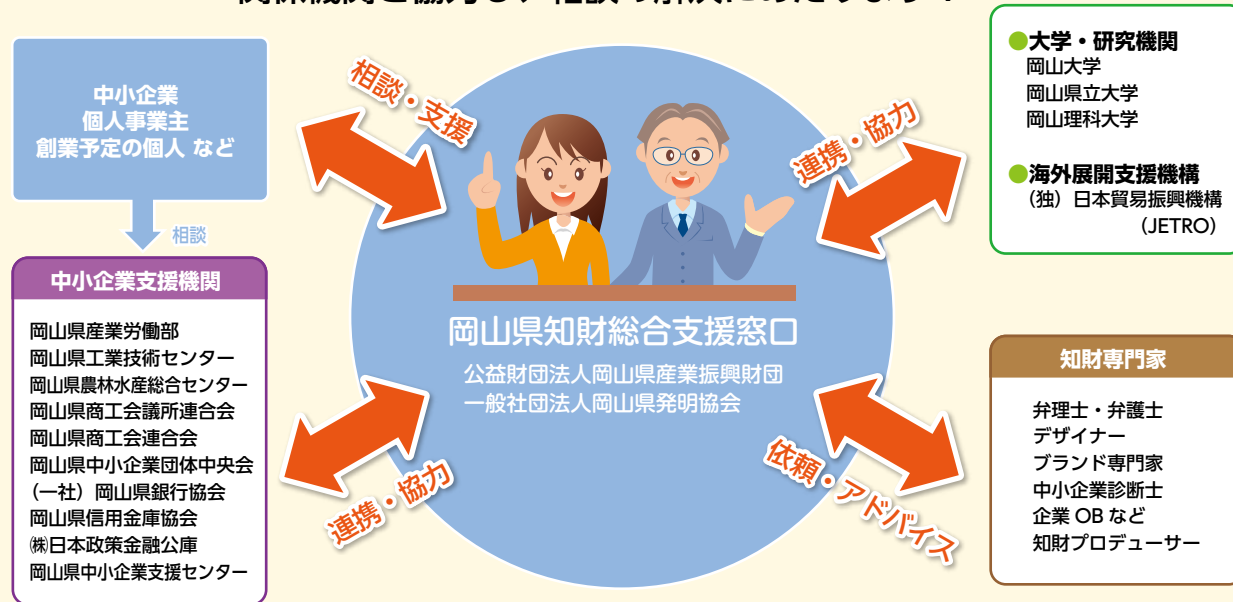 中小企業
個人事業主
創業予定の個人 など
相談
中小企業支援機関
岡山県産業労働部
岡山県工業技術センター
岡山県農林水産総合センター
岡山県商工会議所連合会
岡山県商工会連合会
岡山県中小企業団体中央会
(一社)岡山県銀行協会
岡山県信用金庫協会
㈱日本政策金融公庫
岡山県中小企業支援センター
相談・支援
連携・協力
岡山県知財総合支援窓口
公益財団法人岡山県産業振興財団
一般社団法人岡山県発明協会
連携・協力
依頼・アドバイス
●大学・研究機関
岡山大学
岡山県立大学
岡山理科大学
●海外展開支援機構
(独)日本貿易振興機構
(JETRO)
知財専門家
弁理士・弁護士
デザイナー
ブランド専門家
中小企業診断士
企業 OB など
知財プロデューサー